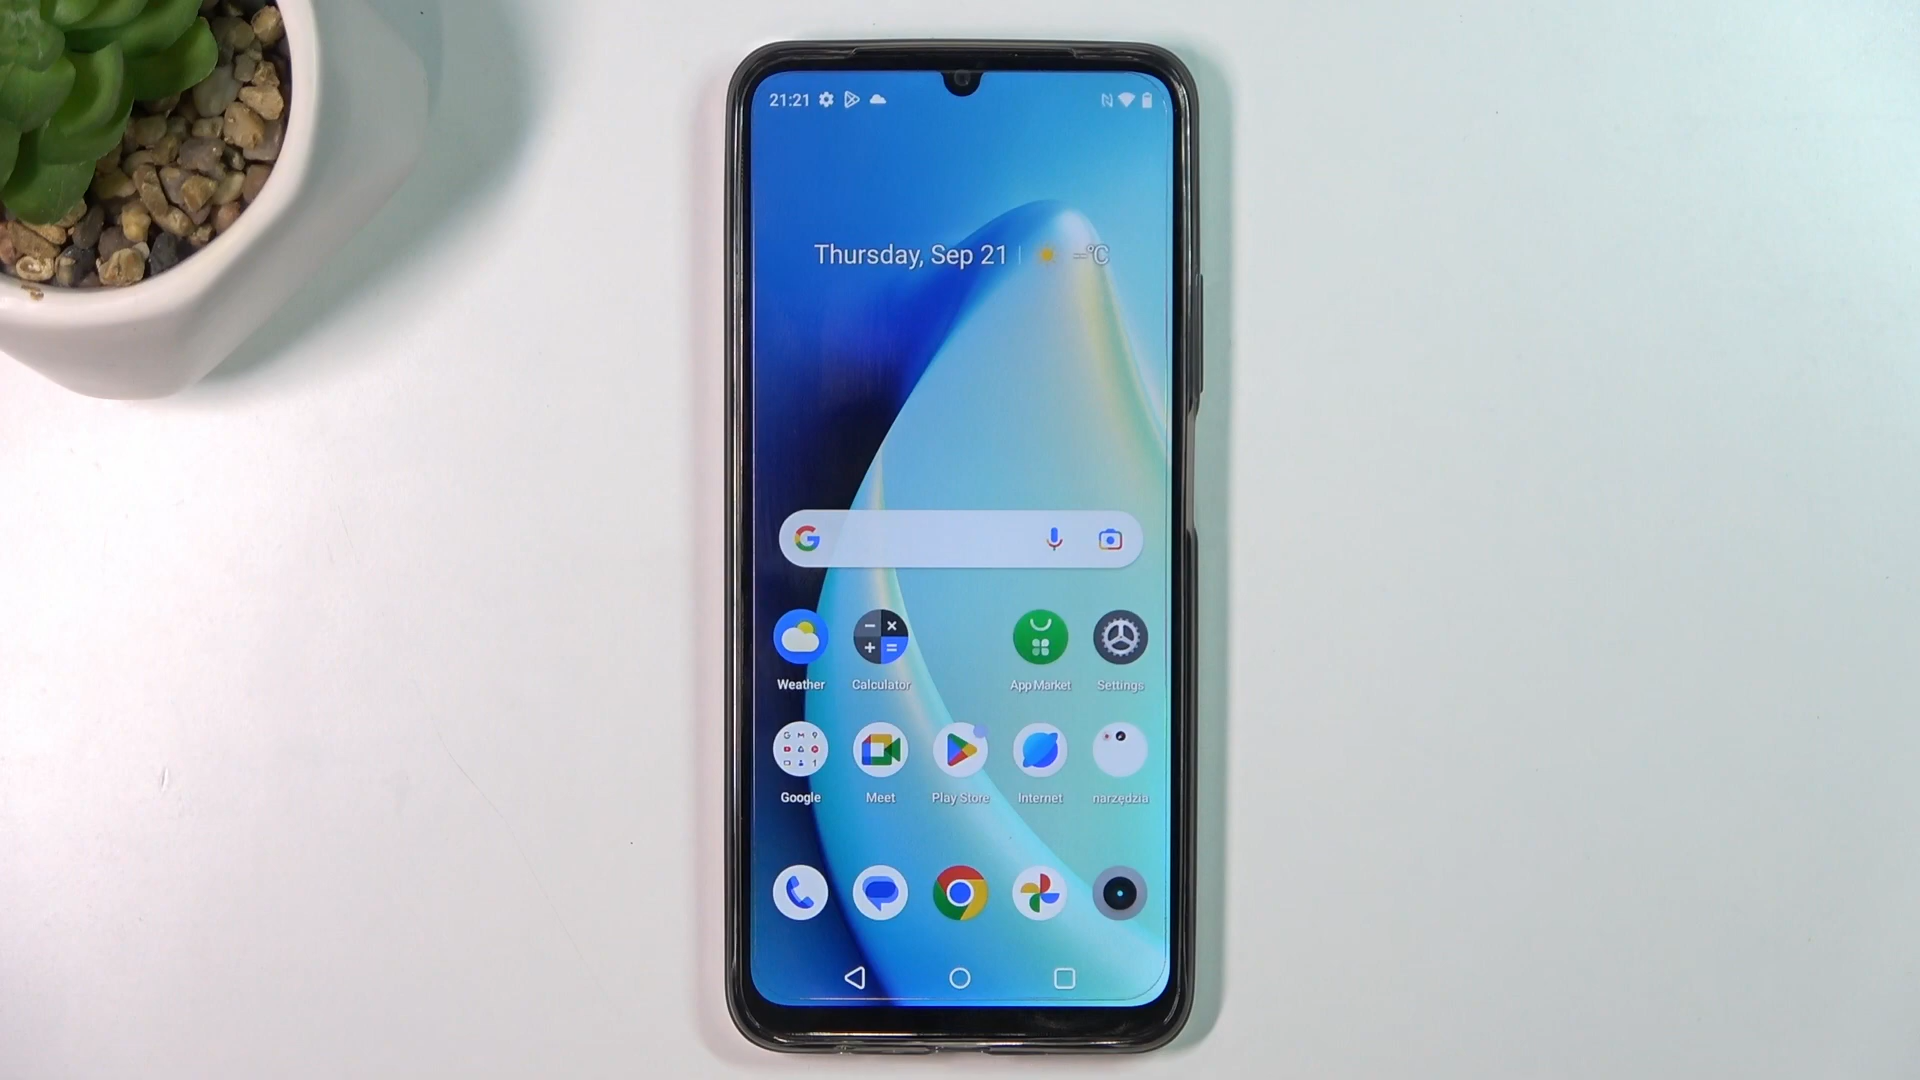 21:21
Thursday, Sep 21 | --°C
Weather Calculator App Market Settings
Google Meet Play Store Internet narzędzia